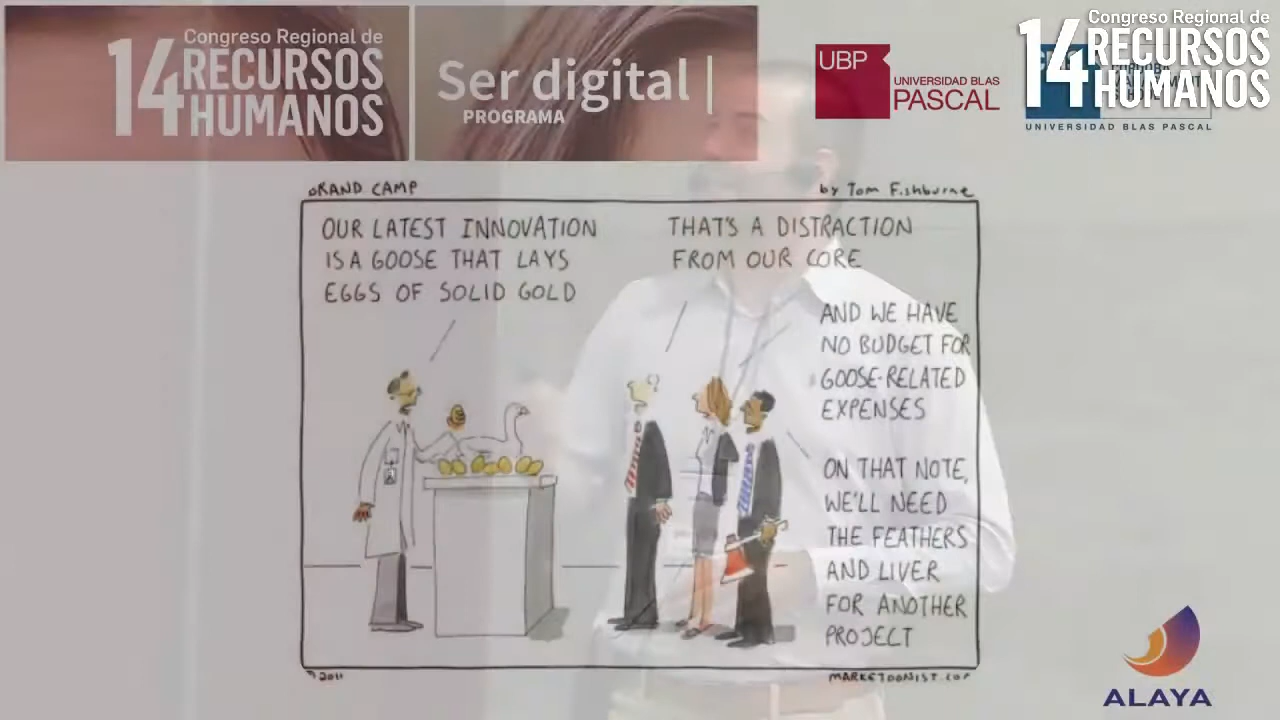 Congreso Regional de
14 RECURSOS
HUMANOS
Ser digital
PROGRAMA
UBP
UNIVERSIDAD BLAS
PASCAL
Congreso Regional de
14 RECURSOS
HUMANOS
UNIVERSIDAD BLAS PASCAL
BRAND CAMP
by Tom Fishburne
OUR LATEST INNOVATION
IS A GOOSE THAT LAYS
EGGS OF SOLID GOLD
THAT'S A DISTRACTION
FROM OUR CORE
AND WE HAVE
NO BUDGET FOR
GOOSE-RELATED
EXPENSES
ON THAT NOTE,
WE'LL NEED
THE FEATHERS
AND LIVER
FOR ANOTHER
PROJECT
© 2011
MARKETOONIST.COM
ALAYA